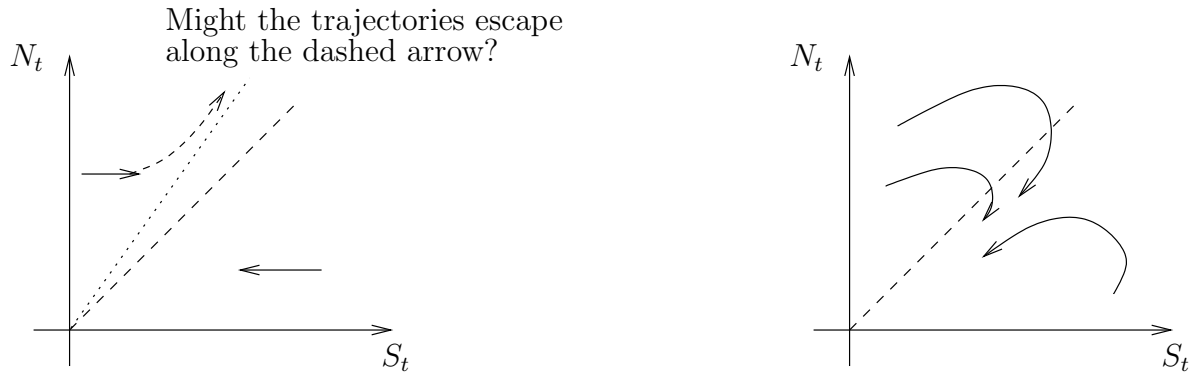 Might the trajectories escape
along the dashed arrow?
N_t
S_t
N_t
S_t